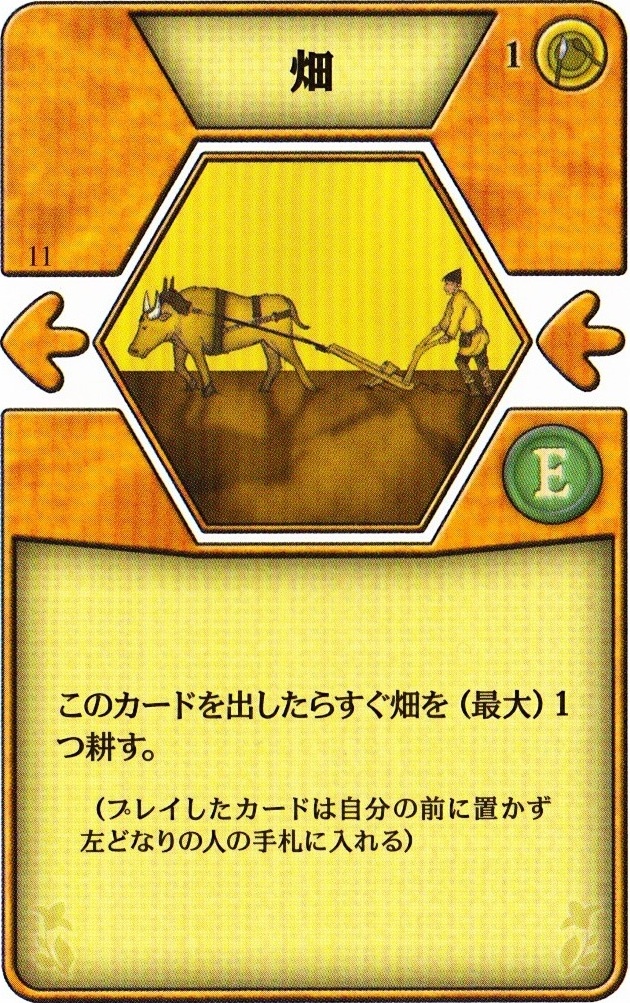 畑
1
11
E
このカードを出したらすぐ畑を（最大）1
つ耕す。
（プレイしたカードは自分の前に置かず
左どなりの人の手札に入れる）